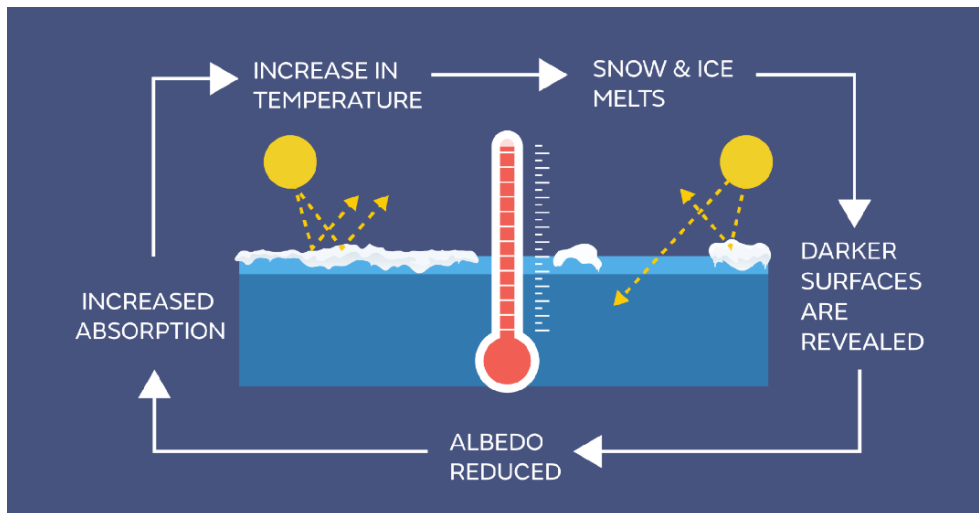 INCREASE IN
TEMPERATURE
SNOW & ICE
MELTS
DARKER
SURFACES
ARE
REVEALED
ALBEDO
REDUCED
INCREASED
ABSORPTION